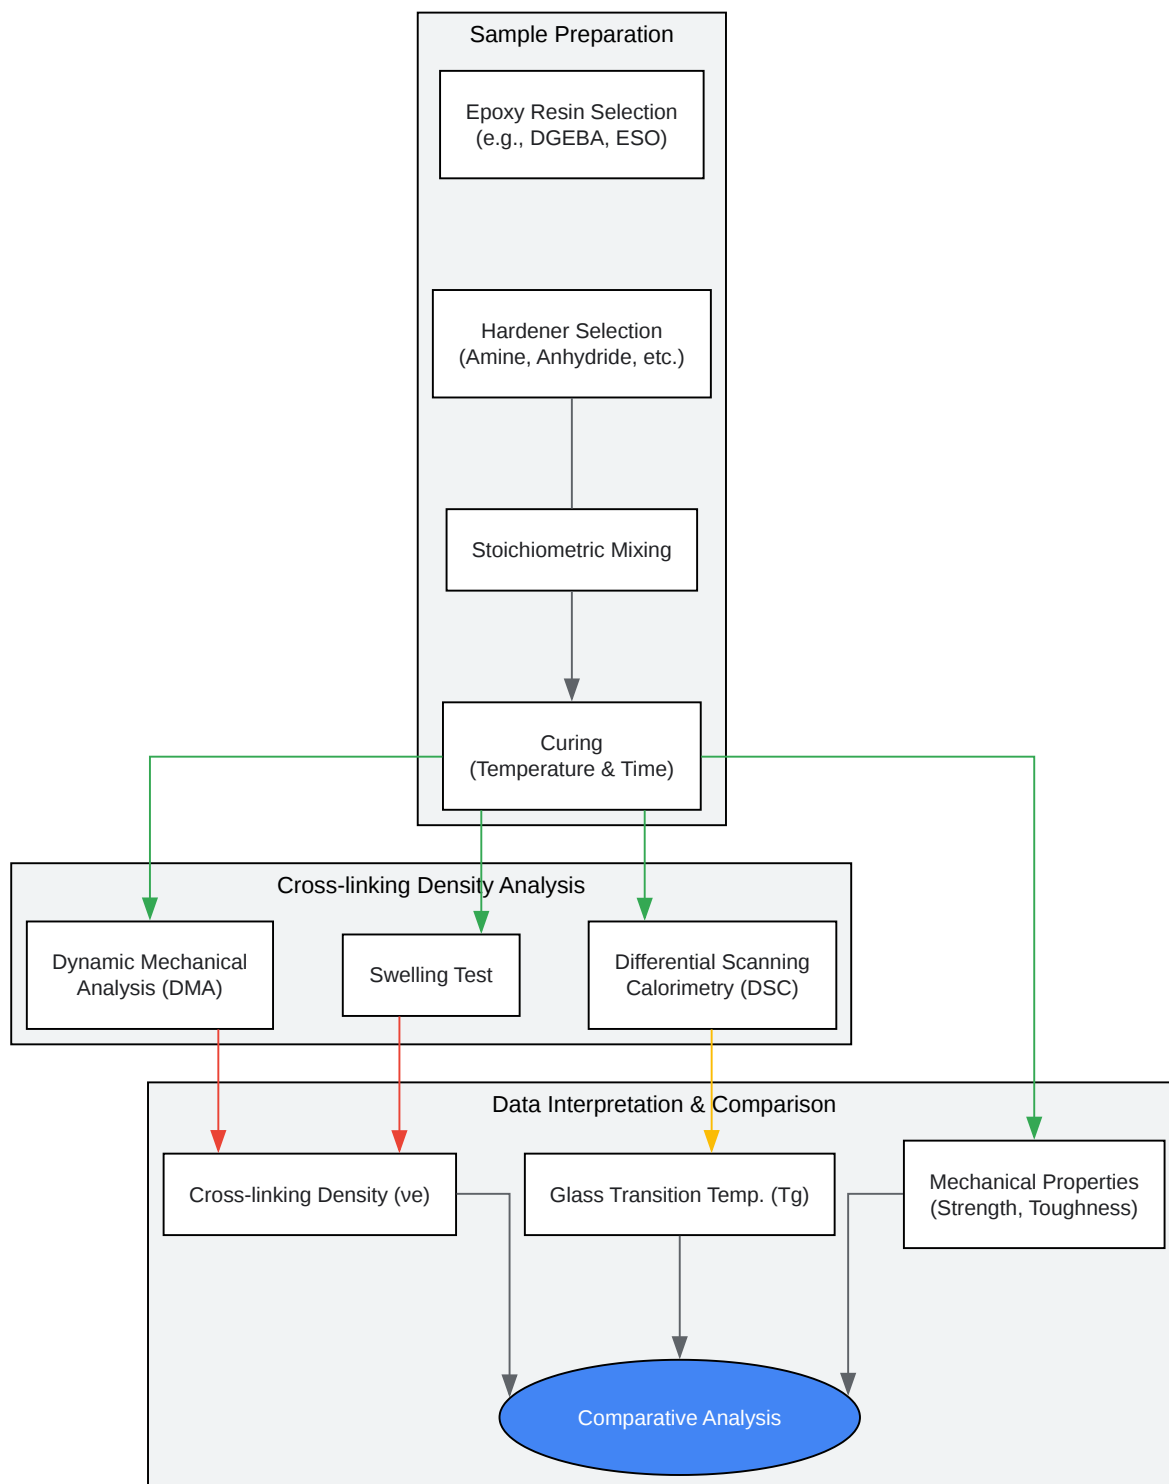 Sample Preparation
Epoxy Resin Selection
(e.g., DGEBA, ESO)
Hardener Selection
(Amine, Anhydride, etc.)
Stoichiometric Mixing
Curing
(Temperature & Time)
Cross-linking Density Analysis
Dynamic Mechanical
Analysis (DMA)
Swelling Test
Differential Scanning
Calorimetry (DSC)
Data Interpretation & Comparison
Cross-linking Density (νe)
Glass Transition Temp. (Tg)
Mechanical Properties
(Strength, Toughness)
Comparative Analysis